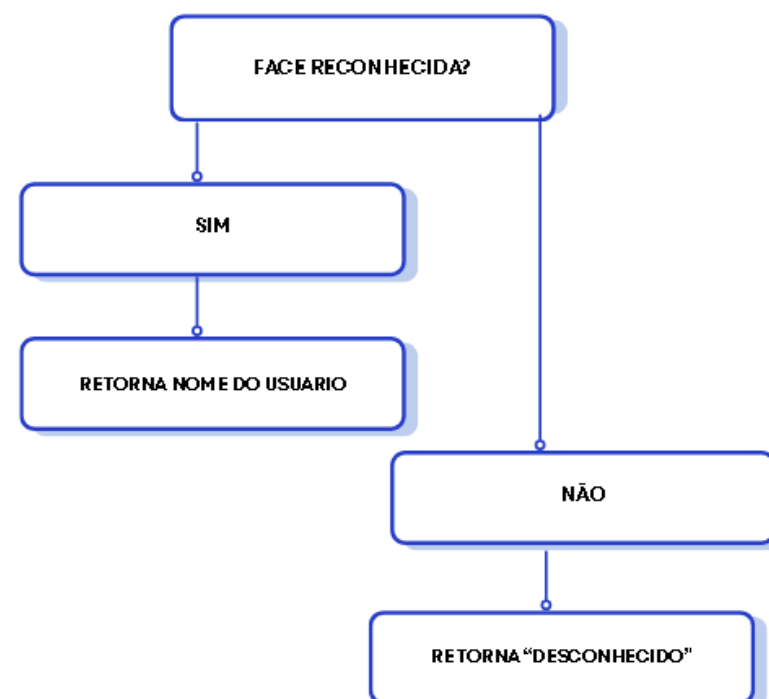 FACE RECONHECIDA?
SIM
RETORNA NOME DO USUARIO
NÃO
RETORNA “DESCONHECIDO”